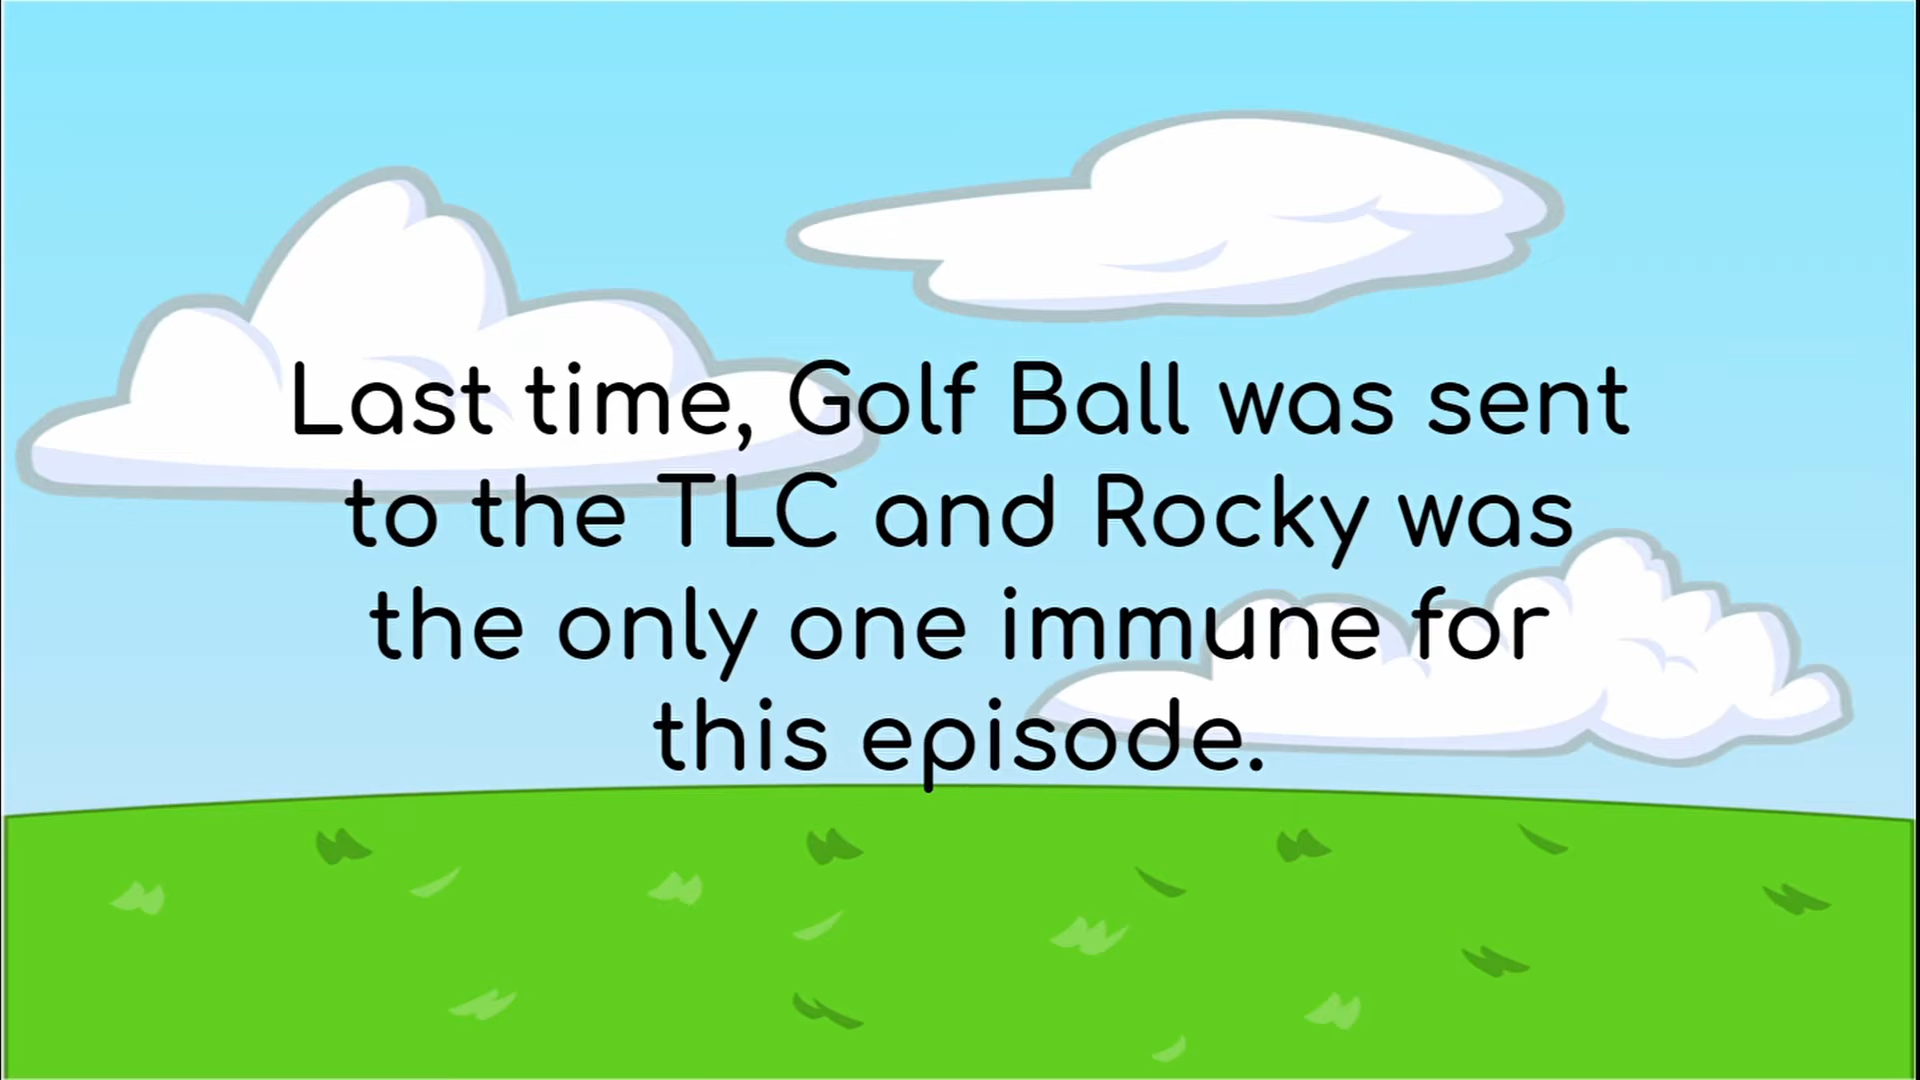 Last time, Golf Ball was sent
to the TLC and Rocky was
the only one immune for
this episode.